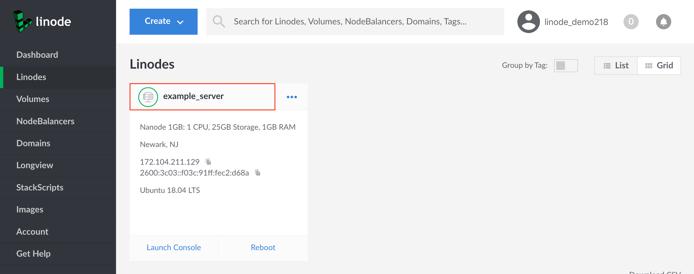 linode
Create
Search for Linodes, Volumes, NodeBalancers, Domains, Tags...
linode_demo218
0
Dashboard
Linodes
Volumes
NodeBalancers
Domains
Longview
StackScripts
Images
Account
Get Help
Linodes
Group by Tag:
List
Grid
example_server
Nanode 1GB: 1 CPU, 25GB Storage, 1GB RAM
Newark, NJ
172.104.211.129
2600:3c03::f03c:91ff:fec2:d68a
Ubuntu 18.04 LTS
Launch Console
Reboot